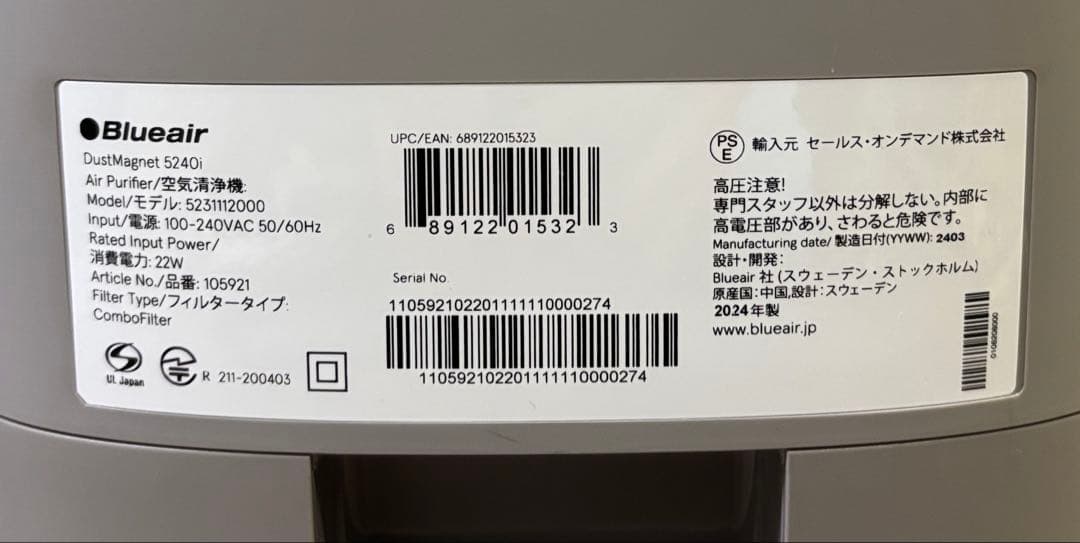 Blueair
DustMagnet 5240i
Air Purifier/空気清浄機:
Model/モデル: 5231112000
Input/電源: 100-240VAC 50/60Hz
Rated Input Power/
消費電力: 22W
Article No./品番: 105921
Filter Type/フィルタータイプ:
ComboFilter
UL Japan
R 211-200403
UPC/EAN: 689122015323
6 89122 01532 3
Serial No.
110592102201111110000274
110592102201111110000274
PS
E
輸入元 セールス・オンデマンド株式会社
高圧注意!
専門スタッフ以外は分解しない。内部に
高電圧部があり、さわると危険です。
Manufacturing date/ 製造日付(YYWW): 2403
設計・開発:
Blueair 社 (スウェーデン・ストックホルム)
原産国:中国,設計:スウェーデン
2024年製
www.blueair.jp